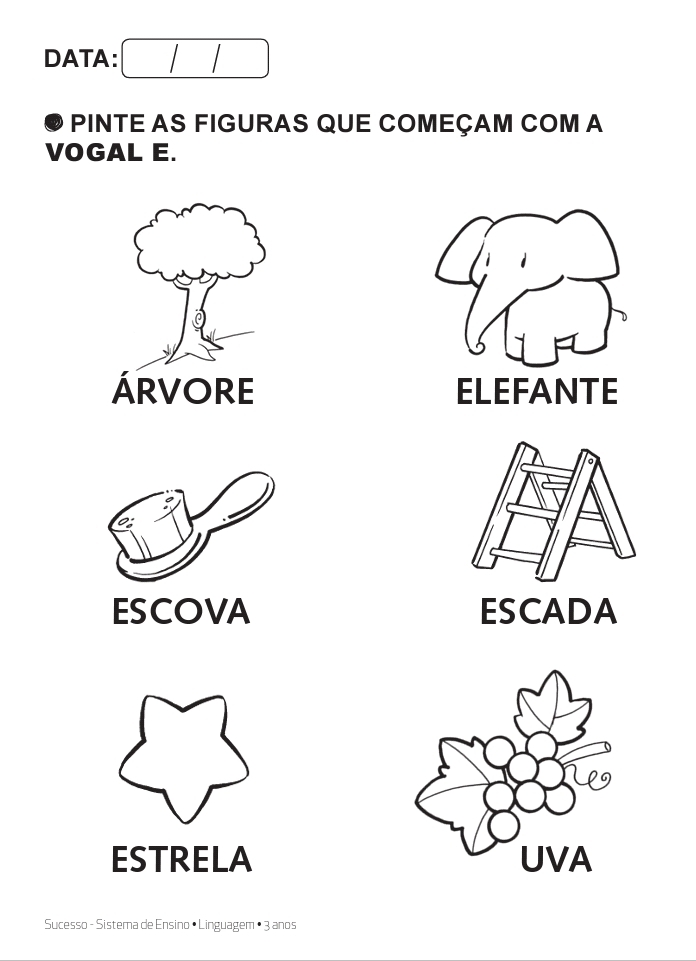 DATA: / /
● PINTE AS FIGURAS QUE COMEÇAM COM A
VOGAL E.
ÁRVORE
ELEFANTE
ESCOVA
ESCADA
ESTRELA
UVA
Sucesso - Sistema de Ensino • Linguagem • 3 anos